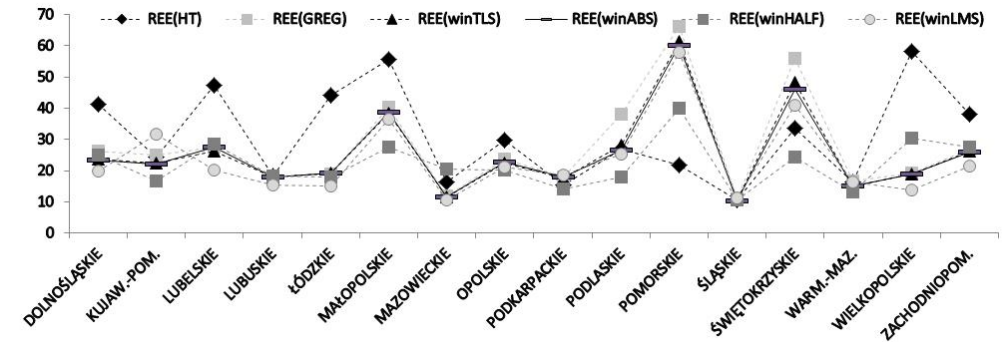 REE(HT) REE(GREG) REE(winTLS) REE(winABS) REE(winHALF) REE(winLMS)
70
60
50
40
30
20
10
0
DOLNOŚLĄSKIE
KUJAW.-POM.
LUBELSKIE
LUBUSKIE
ŁÓDZKIE
MAŁOPOLSKIE
MAZOWIECKIE
OPOLSKIE
PODKARPACKIE
PODLASKIE
POMORSKIE
ŚLĄSKIE
ŚWIĘTOKRZYSKIE
WARM.-MAZ.
WIELKOPOLSKIE
ZACHODNIOPOM.